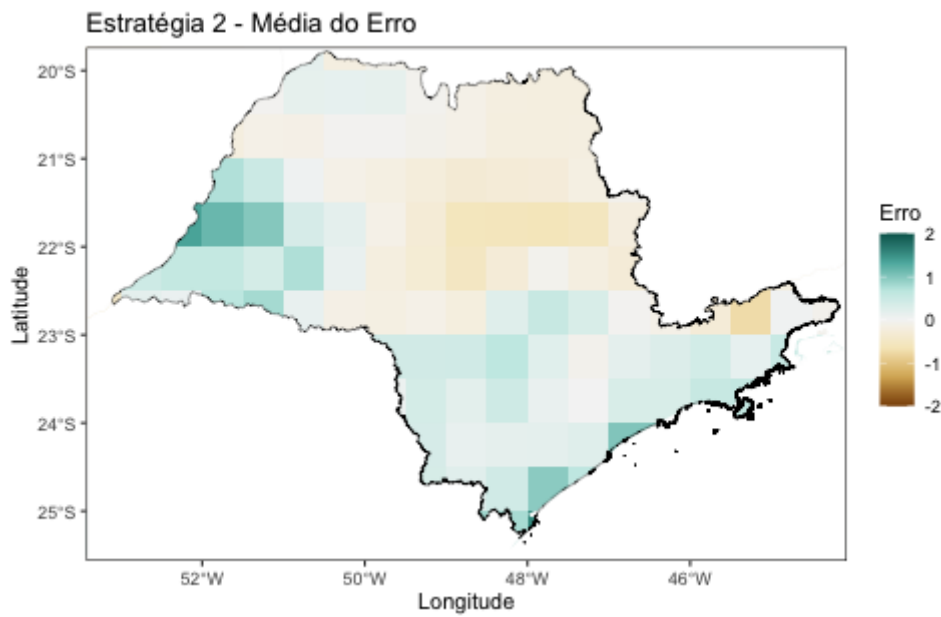 Estratégia 2 - Média do Erro
20°S
21°S
22°S
23°S
24°S
25°S
Latitude
52°W
50°W
48°W
46°W
Longitude
Erro
2
1
0
-1
-2